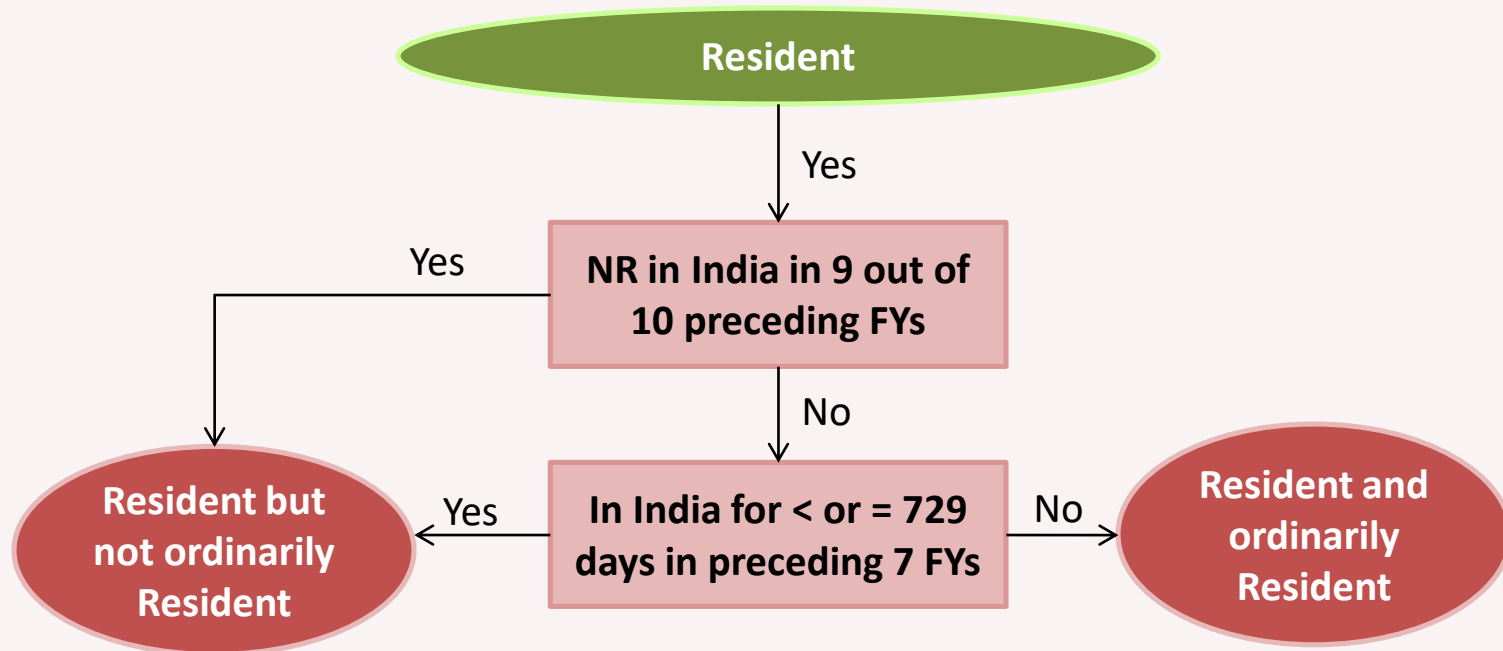 Resident
Yes
Yes
NR in India in 9 out of
10 preceding FYs
No
Resident but
not ordinarily
Resident
Yes
In India for < or = 729
days in preceding 7 FYs
No
Resident and
ordinarily
Resident